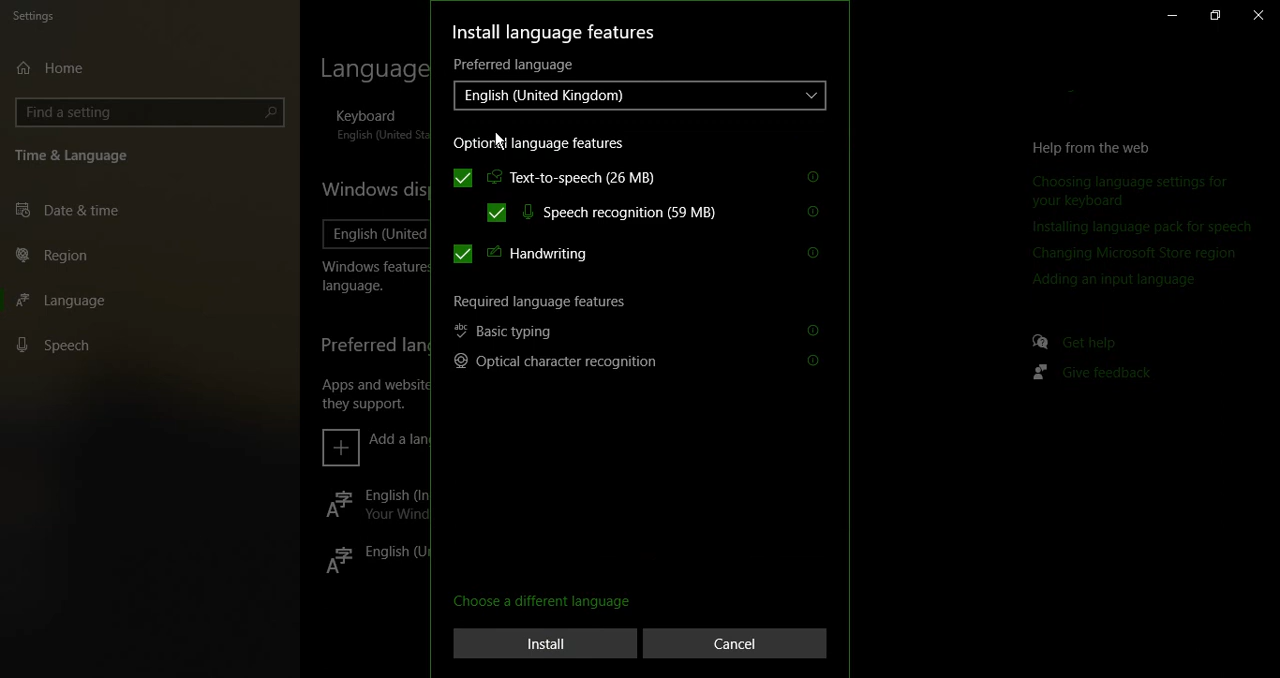 Settings
Home
Find a setting
Time & Language
Date & time
Region
Language
Speech
Language
Keyboard
English (United Sta
Windows disp
English (United
Windows features
language.
Preferred lang
Apps and website
they support.
Add a lan
English (In
Your Wind
English (Un
Install language features
Preferred language
English (United Kingdom)
Optional language features
Text-to-speech (26 MB)
Speech recognition (59 MB)
Handwriting
Required language features
abc Basic typing
Optical character recognition
Choose a different language
Install
Cancel
Help from the web
Choosing language settings for
your keyboard
Installing language pack for speech
Changing Microsoft Store region
Adding an input language
Get help
Give feedback